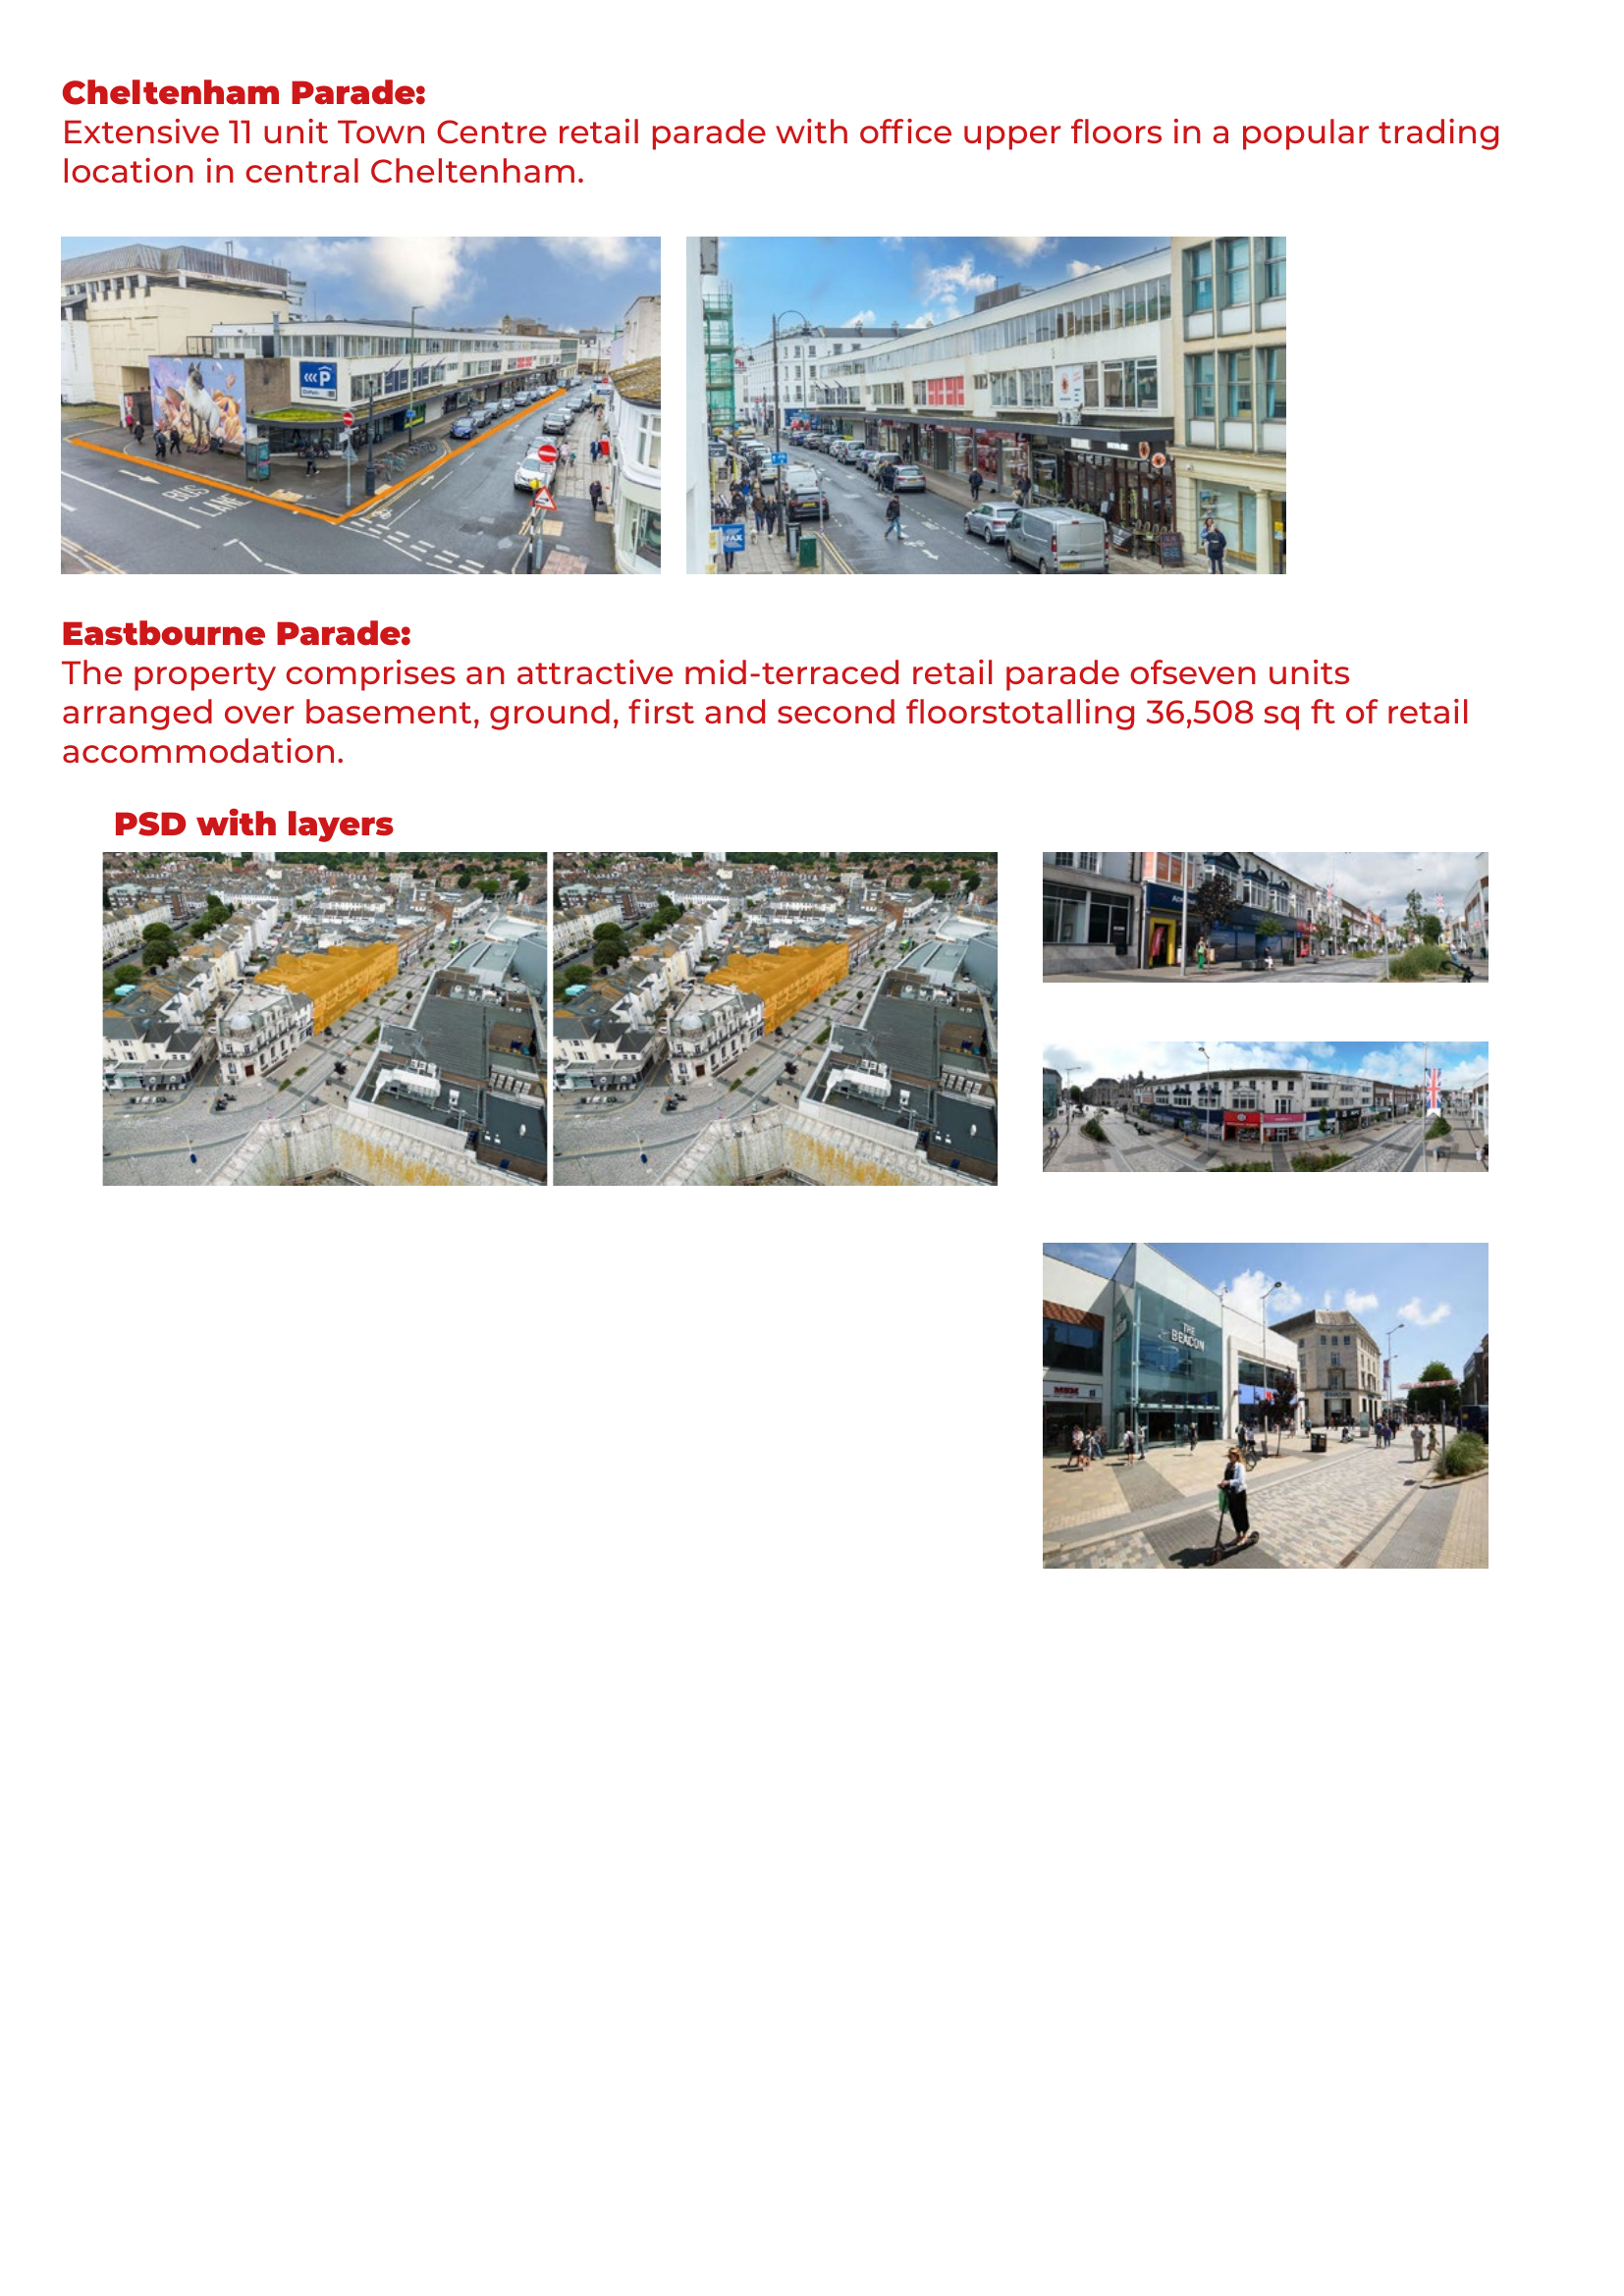 Cheltenham Parade:
Extensive 11 unit Town Centre retail parade with office upper floors in a popular trading
location in central Cheltenham.
P
BUS
LANE
Eastbourne Parade:
The property comprises an attractive mid-terraced retail parade ofseven units
arranged over basement, ground, first and second floorstotalling 36,508 sq ft of retail
accommodation.
PSD with layers
THE
BEACON